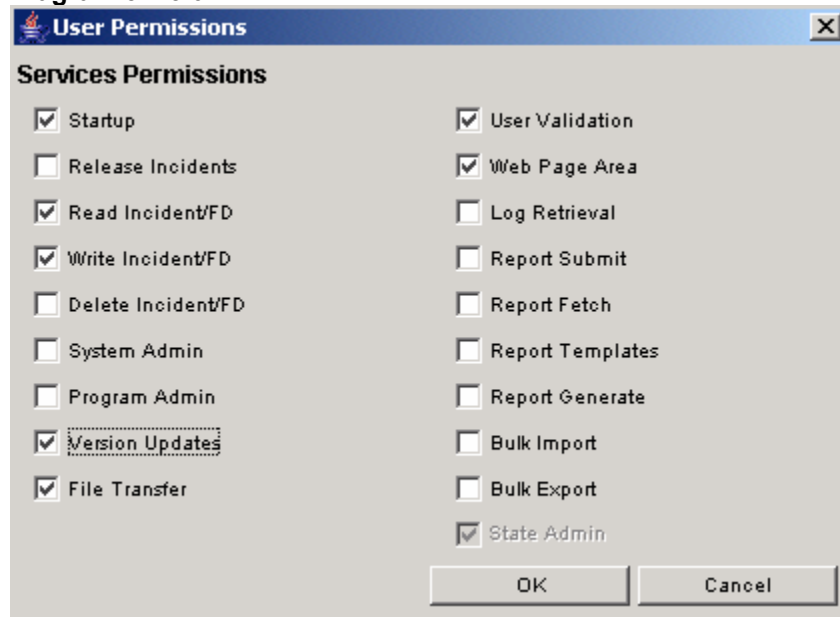 User Permissions
Services Permissions
Startup
Release Incidents
Read Incident/FD
Write Incident/FD
Delete Incident/FD
System Admin
Program Admin
Version Updates
File Transfer
User Validation
Web Page Area
Log Retrieval
Report Submit
Report Fetch
Report Templates
Report Generate
Bulk Import
Bulk Export
State Admin
OK
Cancel